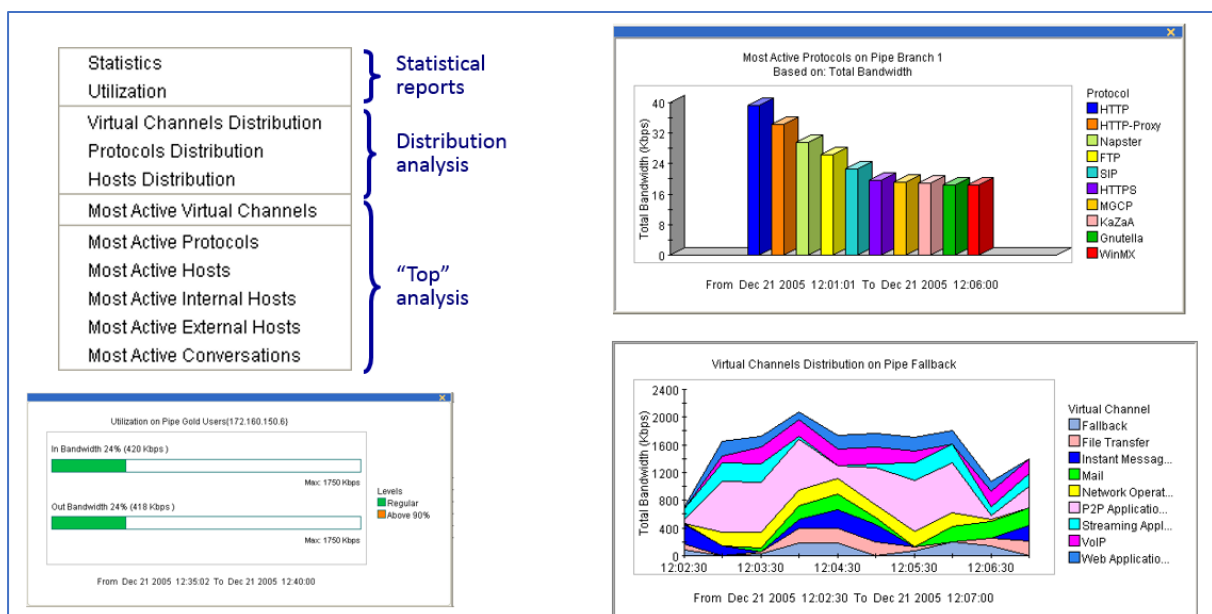 Statistics
Utilization
Virtual Channels Distribution
Protocols Distribution
Hosts Distribution
Most Active Virtual Channels
Most Active Protocols
Most Active Hosts
Most Active Internal Hosts
Most Active External Hosts
Most Active Conversations
Statistical
reports
Distribution
analysis
“Top”
analysis
Most Active Protocols on Pipe Branch 1
Based on: Total Bandwidth
Total Bandwidth (Kbps)
40
32
24
16
8
0
Protocol
HTTP
HTTP-Proxy
Napster
FTP
SIP
HTTPS
MGCP
KaZaA
Gnutella
WinMX
From Dec 21 2005 12:01:01 To Dec 21 2005 12:06:00
Utilization on Pipe Gold Users(172.160.150.6)
In Bandwidth 24% (420 Kbps )
Max: 1750 Kbps
Out Bandwidth 24% (418 Kbps )
Max: 1750 Kbps
Levels
Regular
Above 90%
From Dec 21 2005 12:35:02 To Dec 21 2005 12:40:00
Virtual Channels Distribution on Pipe Fallback
Total Bandwidth (Kbps)
2400
2000
1600
1200
800
400
0
12:02:30 12:03:30 12:04:30 12:05:30 12:06:30
Virtual Channel
Fallback
File Transfer
Instant Messag...
Mail
Network Operat...
P2P Applicatio...
Streaming Appl...
VoIP
Web Applicatio...
From Dec 21 2005 12:02:30 To Dec 21 2005 12:07:00